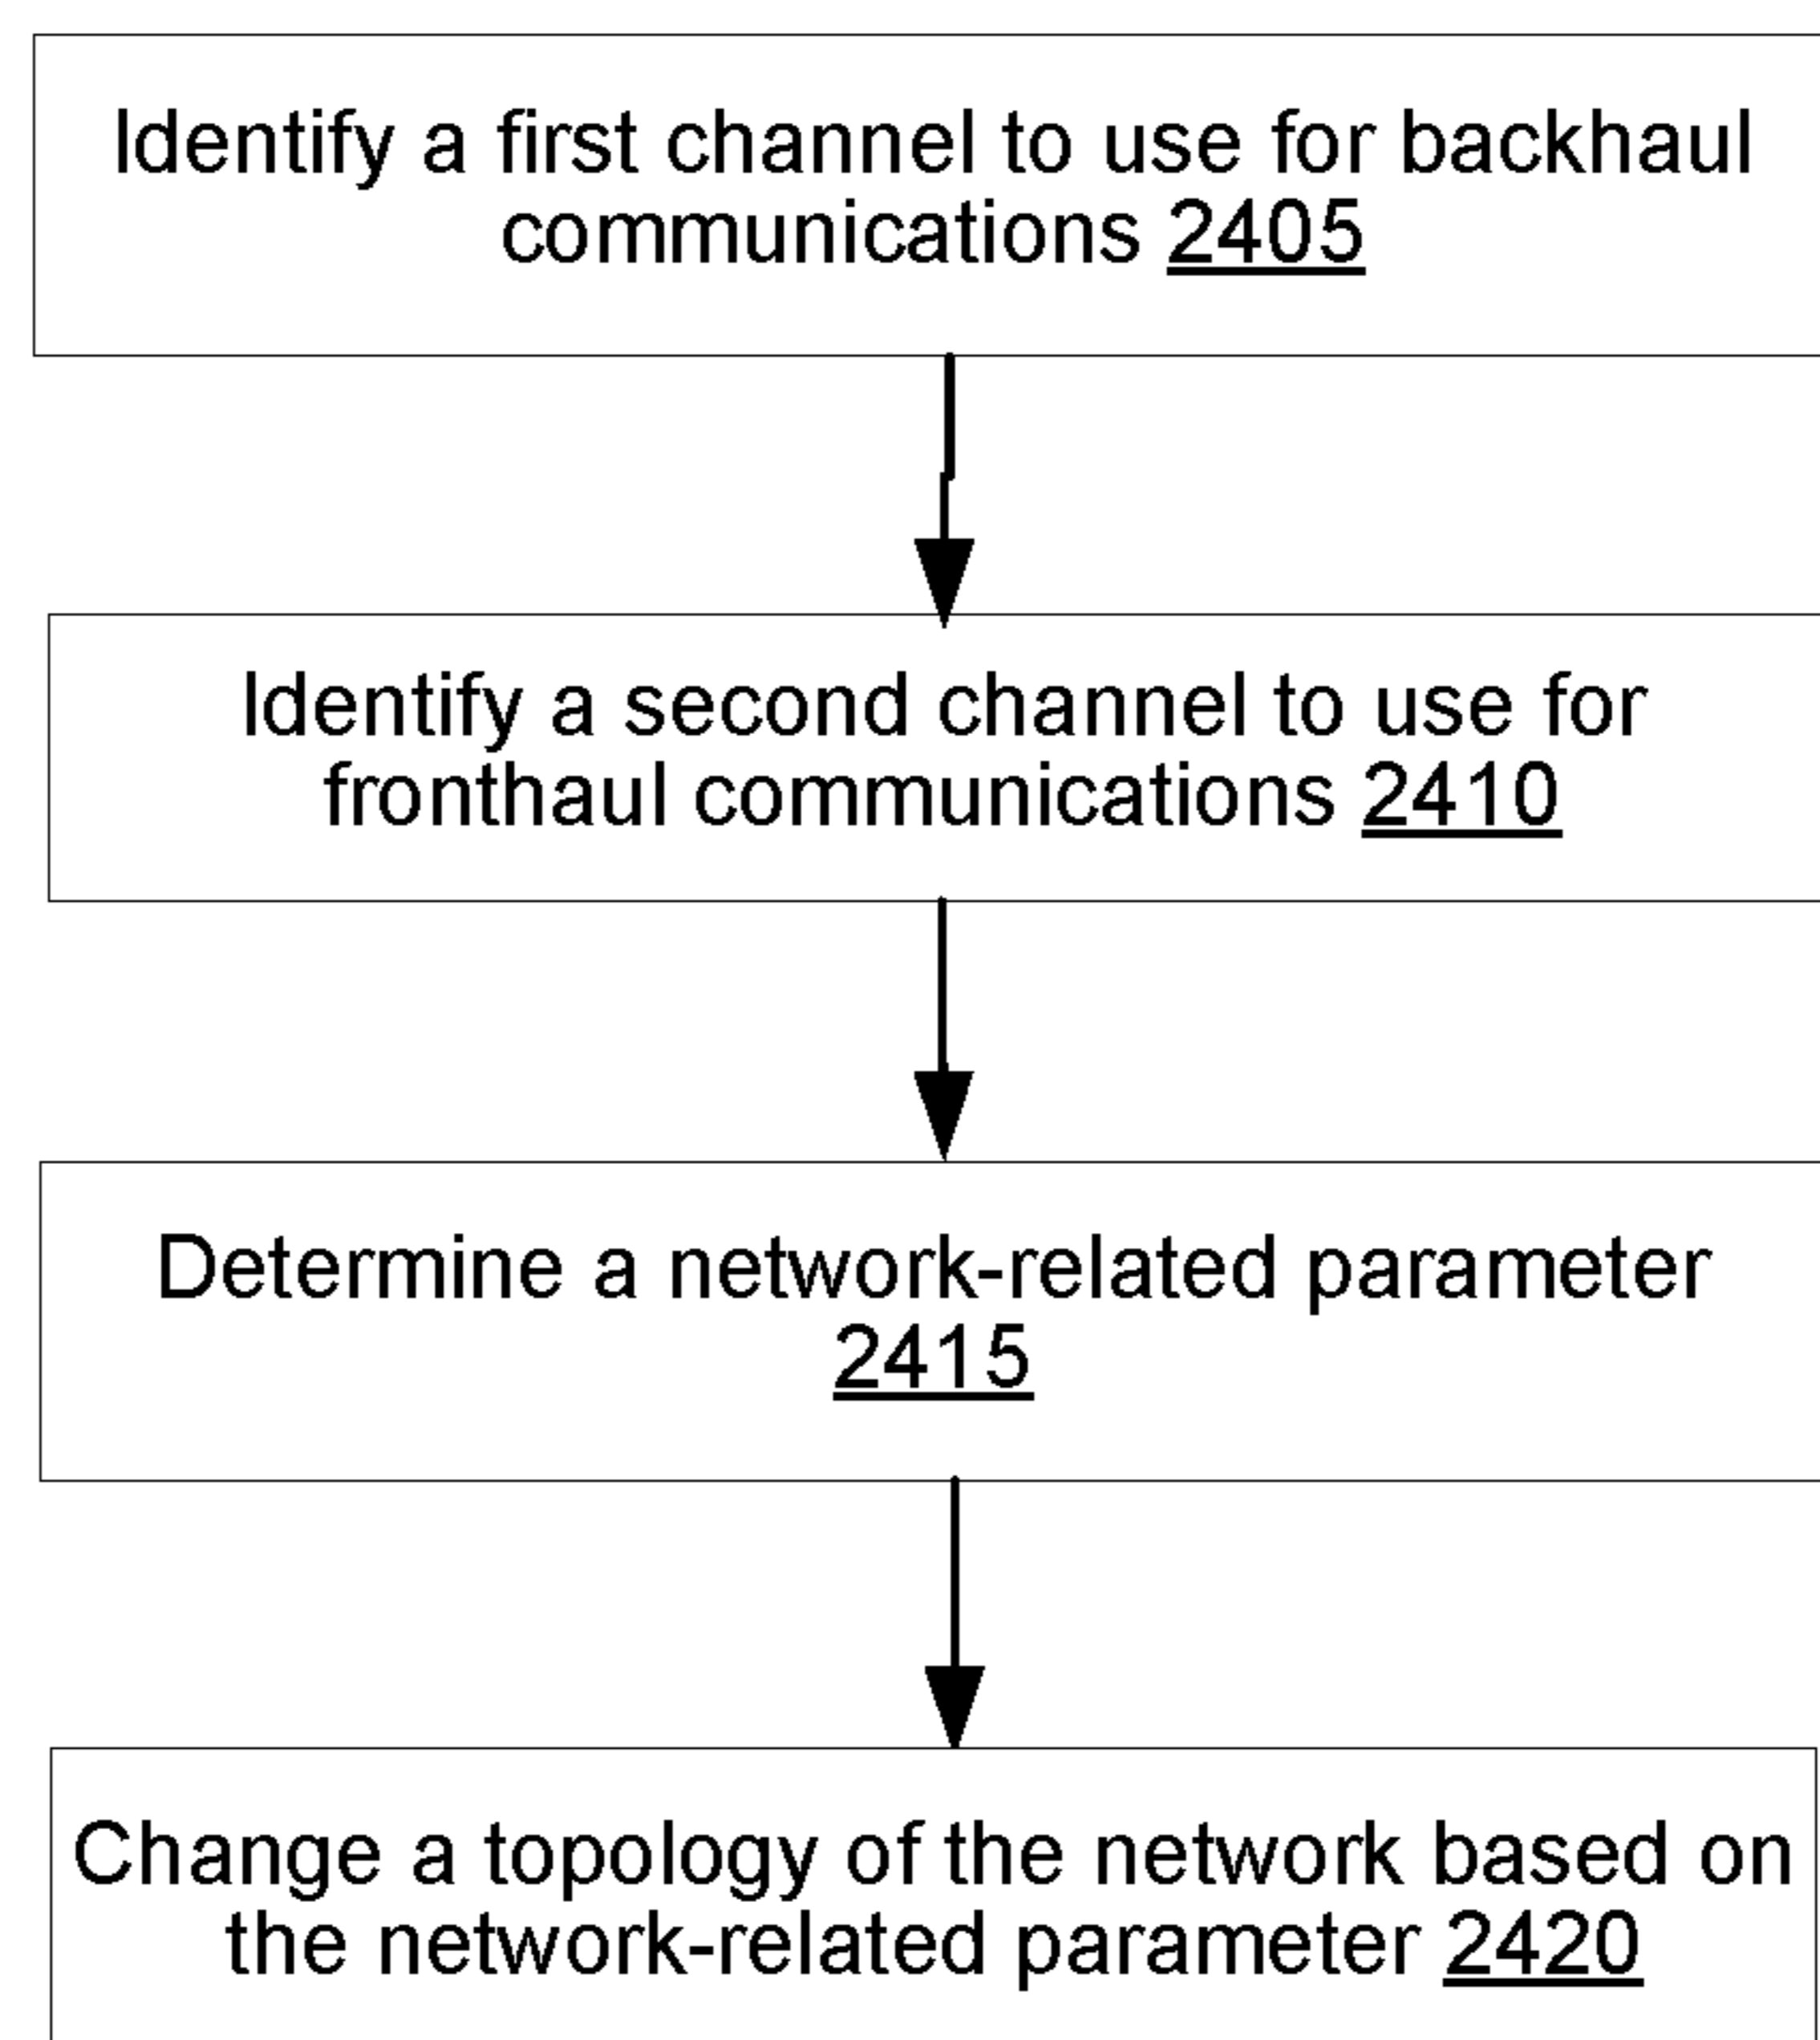 Identify a first channel to use for backhaul
communications 2405
Identify a second channel to use for
fronthaul communications 2410
Determine a network-related parameter
2415
Change a topology of the network based on
the network-related parameter 2420